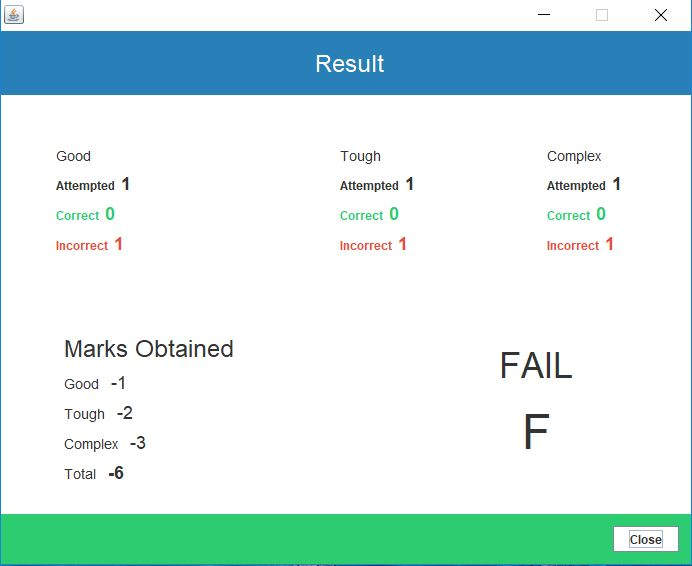 Result
Good Tough Complex
Attempted 1 Attempted 1 Attempted 1
Correct 0 Correct 0 Correct 0
Incorrect 1 Incorrect 1 Incorrect 1
Marks Obtained
Good -1
Tough -2
Complex -3
Total -6
FAIL
F
Close